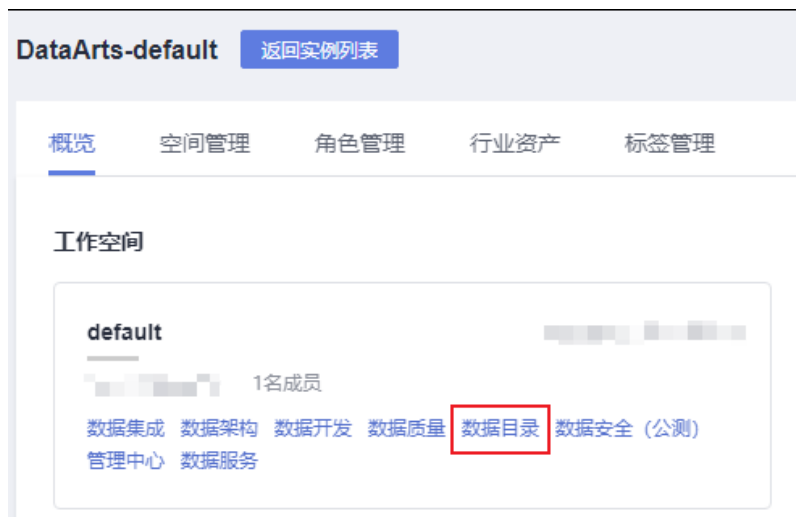 DataArts-default 返回实例列表
概览 空间管理 角色管理 行业资产 标签管理
工作空间
default
1名成员
数据集成 数据架构 数据开发 数据质量 数据目录 数据安全（公测）
管理中心 数据服务